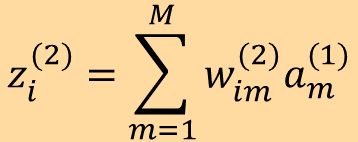 $z_i^{(2)} = \sum_{m=1}^{M} w_{im}^{(2)} a_m^{(1)}$